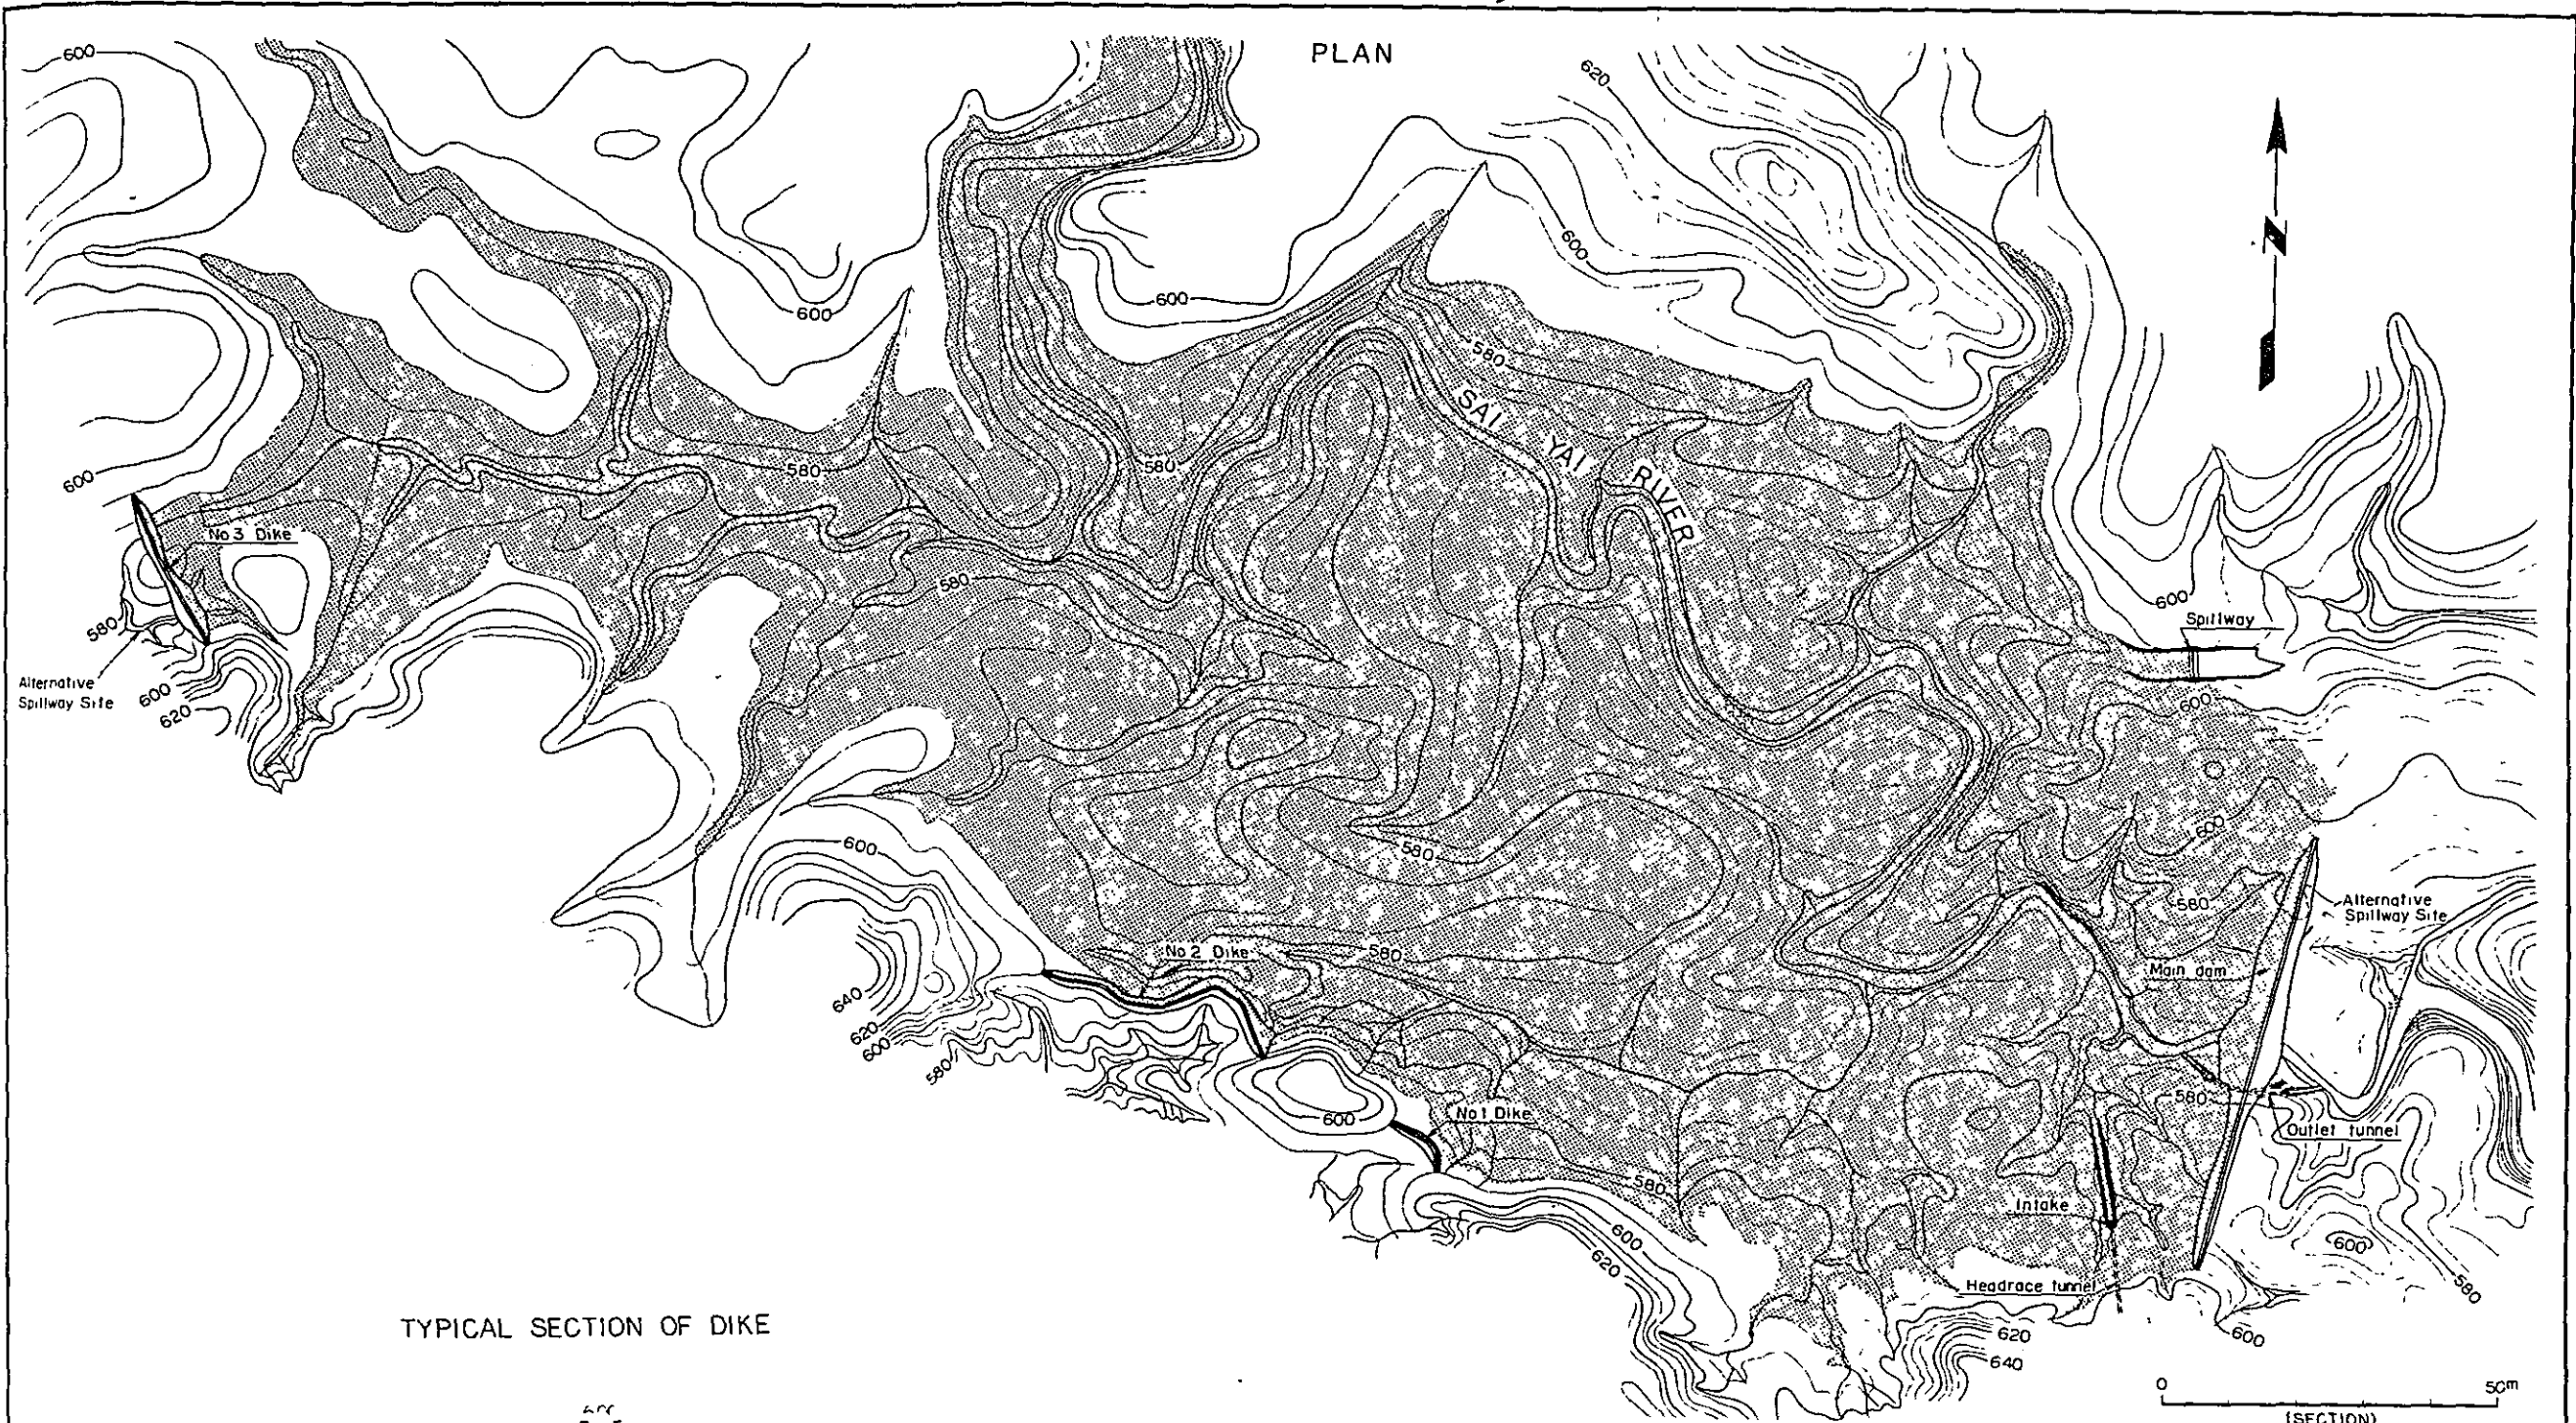 PLAN
600
620
600
600
600
N
580
SAI YAI RIVER
580
580
600
No 3 Dike
580
580
600
Spillway
Alternative
Spillway Site
600
620
600
600
580
600
580
Alternative
Spillway Site
No 2 Dike
580
Main dam
640
620
600
580
600
No 1 Dike
580
Outlet tunnel
580
Intake
600
620
600
Headrace tunnel
580
620
640
600
TYPICAL SECTION OF DIKE
0 50m
(SECTION)